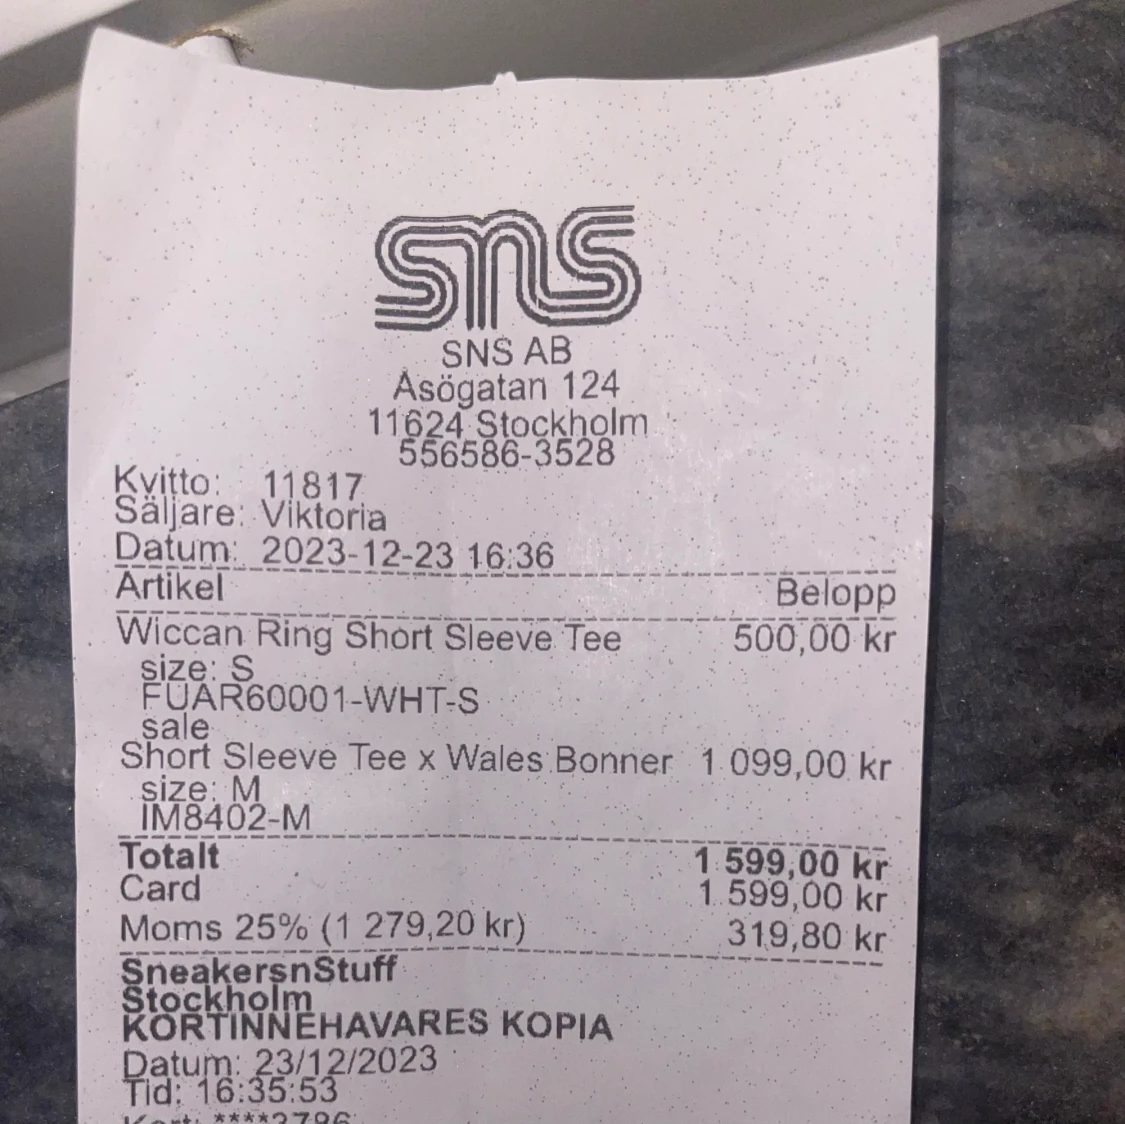 sns
SNS AB
Åsögatan 124
11624 Stockholm
556586-3528
Kvitto: 11817
Säljare: Viktoria
Datum: 2023-12-23 16:36
Artikel Belopp
Wiccan Ring Short Sleeve Tee 500,00 kr
size: S
FUAR60001-WHT-S
sale
Short Sleeve Tee x Wales Bonner 1 099,00 kr
size: M
IM8402-M
Totalt 1 599,00 kr
Card 1 599,00 kr
Moms 25% (1 279,20 kr) 319,80 kr
SneakersnStuff
Stockholm
KORTINNEHAVARES KOPIA
Datum: 23/12/2023
Tid: 16:35:53
Kort: ****2786